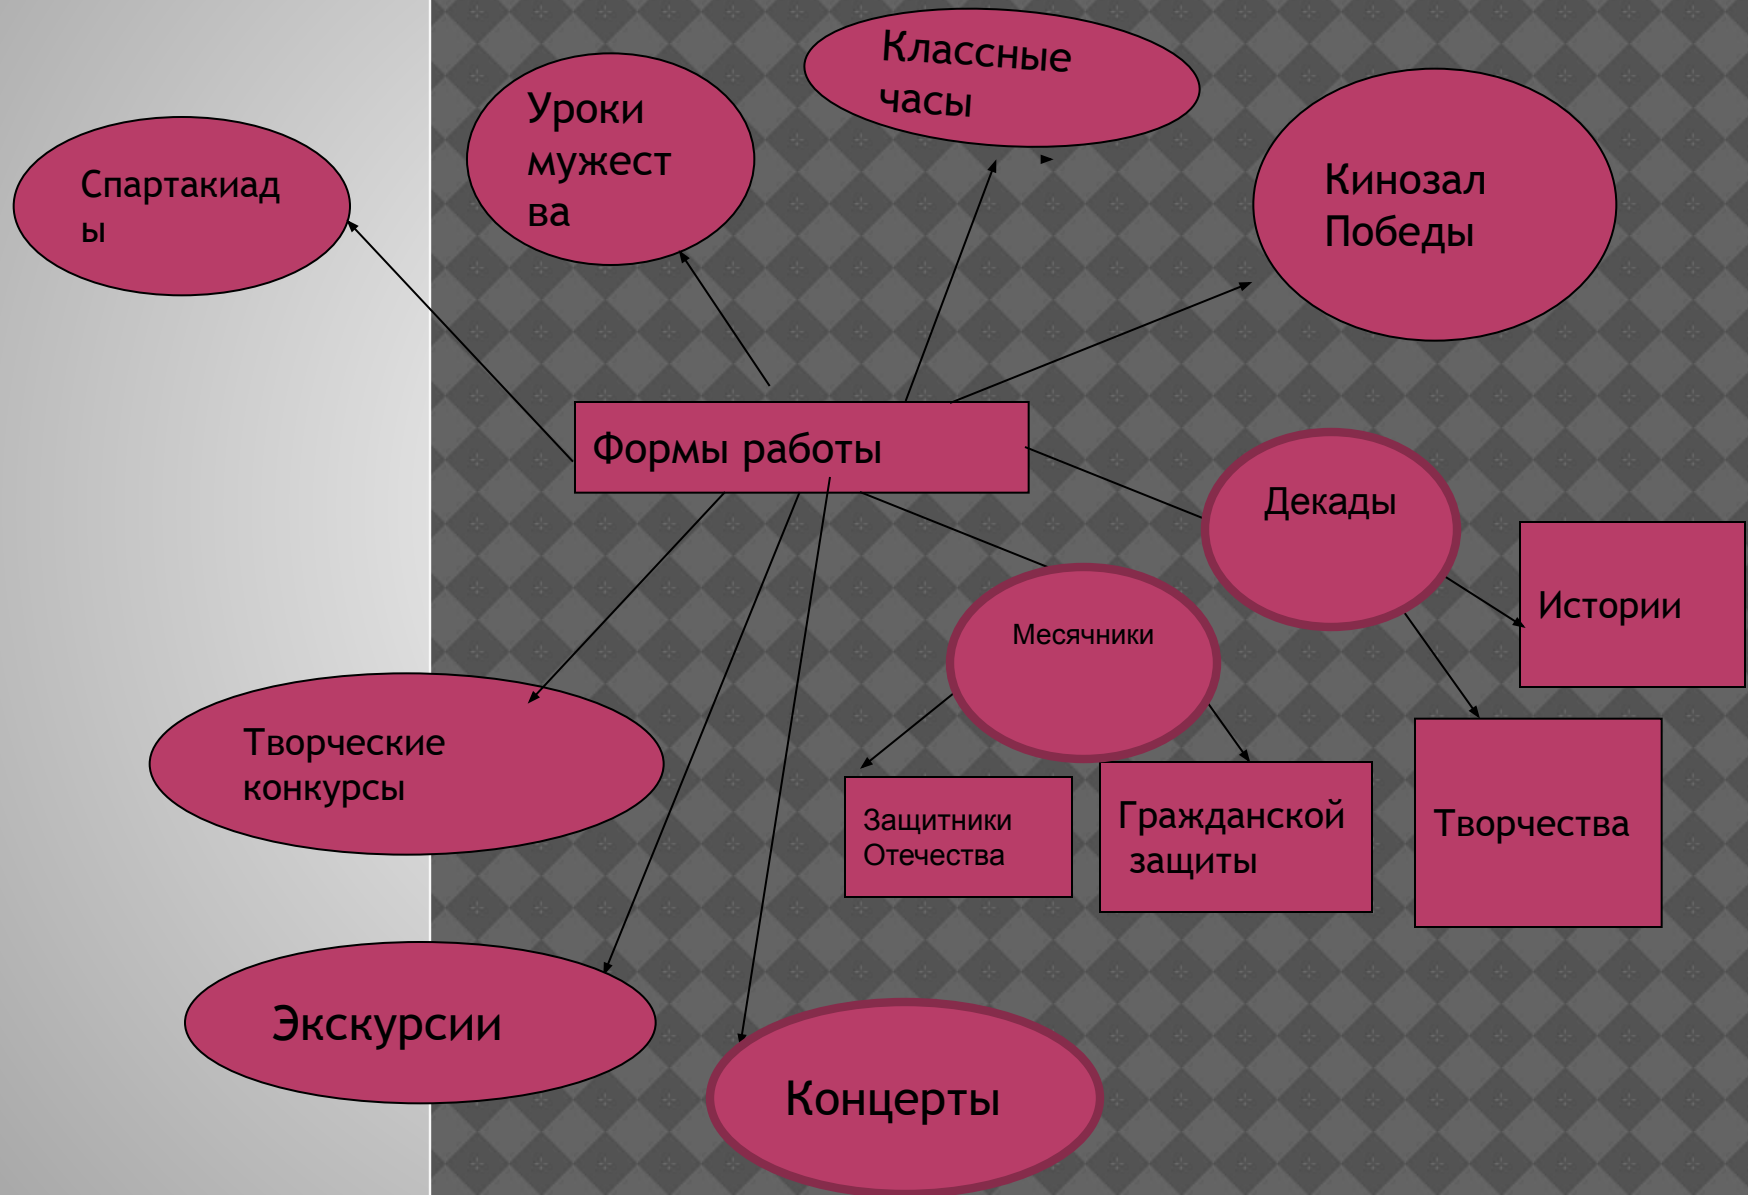 Классные
часы
Уроки
мужест
ва
Спартакиад
ы
Кинозал
Победы
Формы работы
Декады
Истории
Месячники
Творческие
конкурсы
Защитники
Отечества
Гражданской
защиты
Творчества
Экскурсии
Концерты